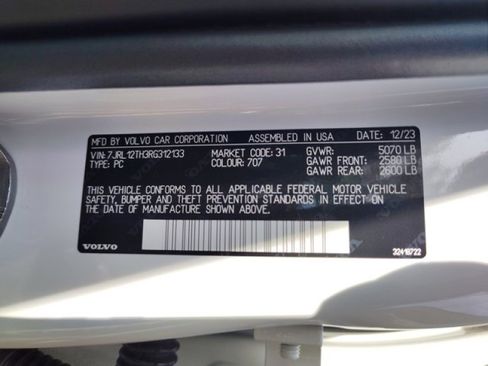 MFD BY VOLVO CAR CORPORATION ASSEMBLED IN USA DATE: 12/23
VIN: 7JRL12TH3RG312133 MARKET CODE: 31 GVWR: 5070 LB
TYPE: PC COLOUR: 707 GAWR FRONT: 2580 LB
GAWR REAR: 2600 LB
THIS VEHICLE CONFORMS TO ALL APPLICABLE FEDERAL MOTOR VEHICLE
SAFETY, BUMPER AND THEFT PREVENTION STANDARDS IN EFFECT ON
THE DATE OF MANUFACTURE SHOWN ABOVE.
VOLVO 32418722